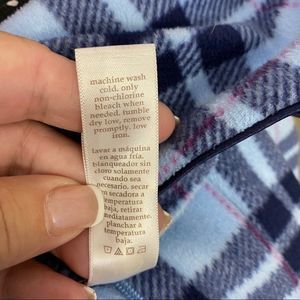 machine wash
cold. only
non-chlorine
bleach when
needed. tumble
dry low, remove
promptly. low
iron.
lavar a máquina
en agua fría.
blanqueador sin
cloro solamente
cuando sea
necesario. secar
en secadora a
temperatura
baja, retirar
inmediatamente.
planchar a
temperatura
baja.